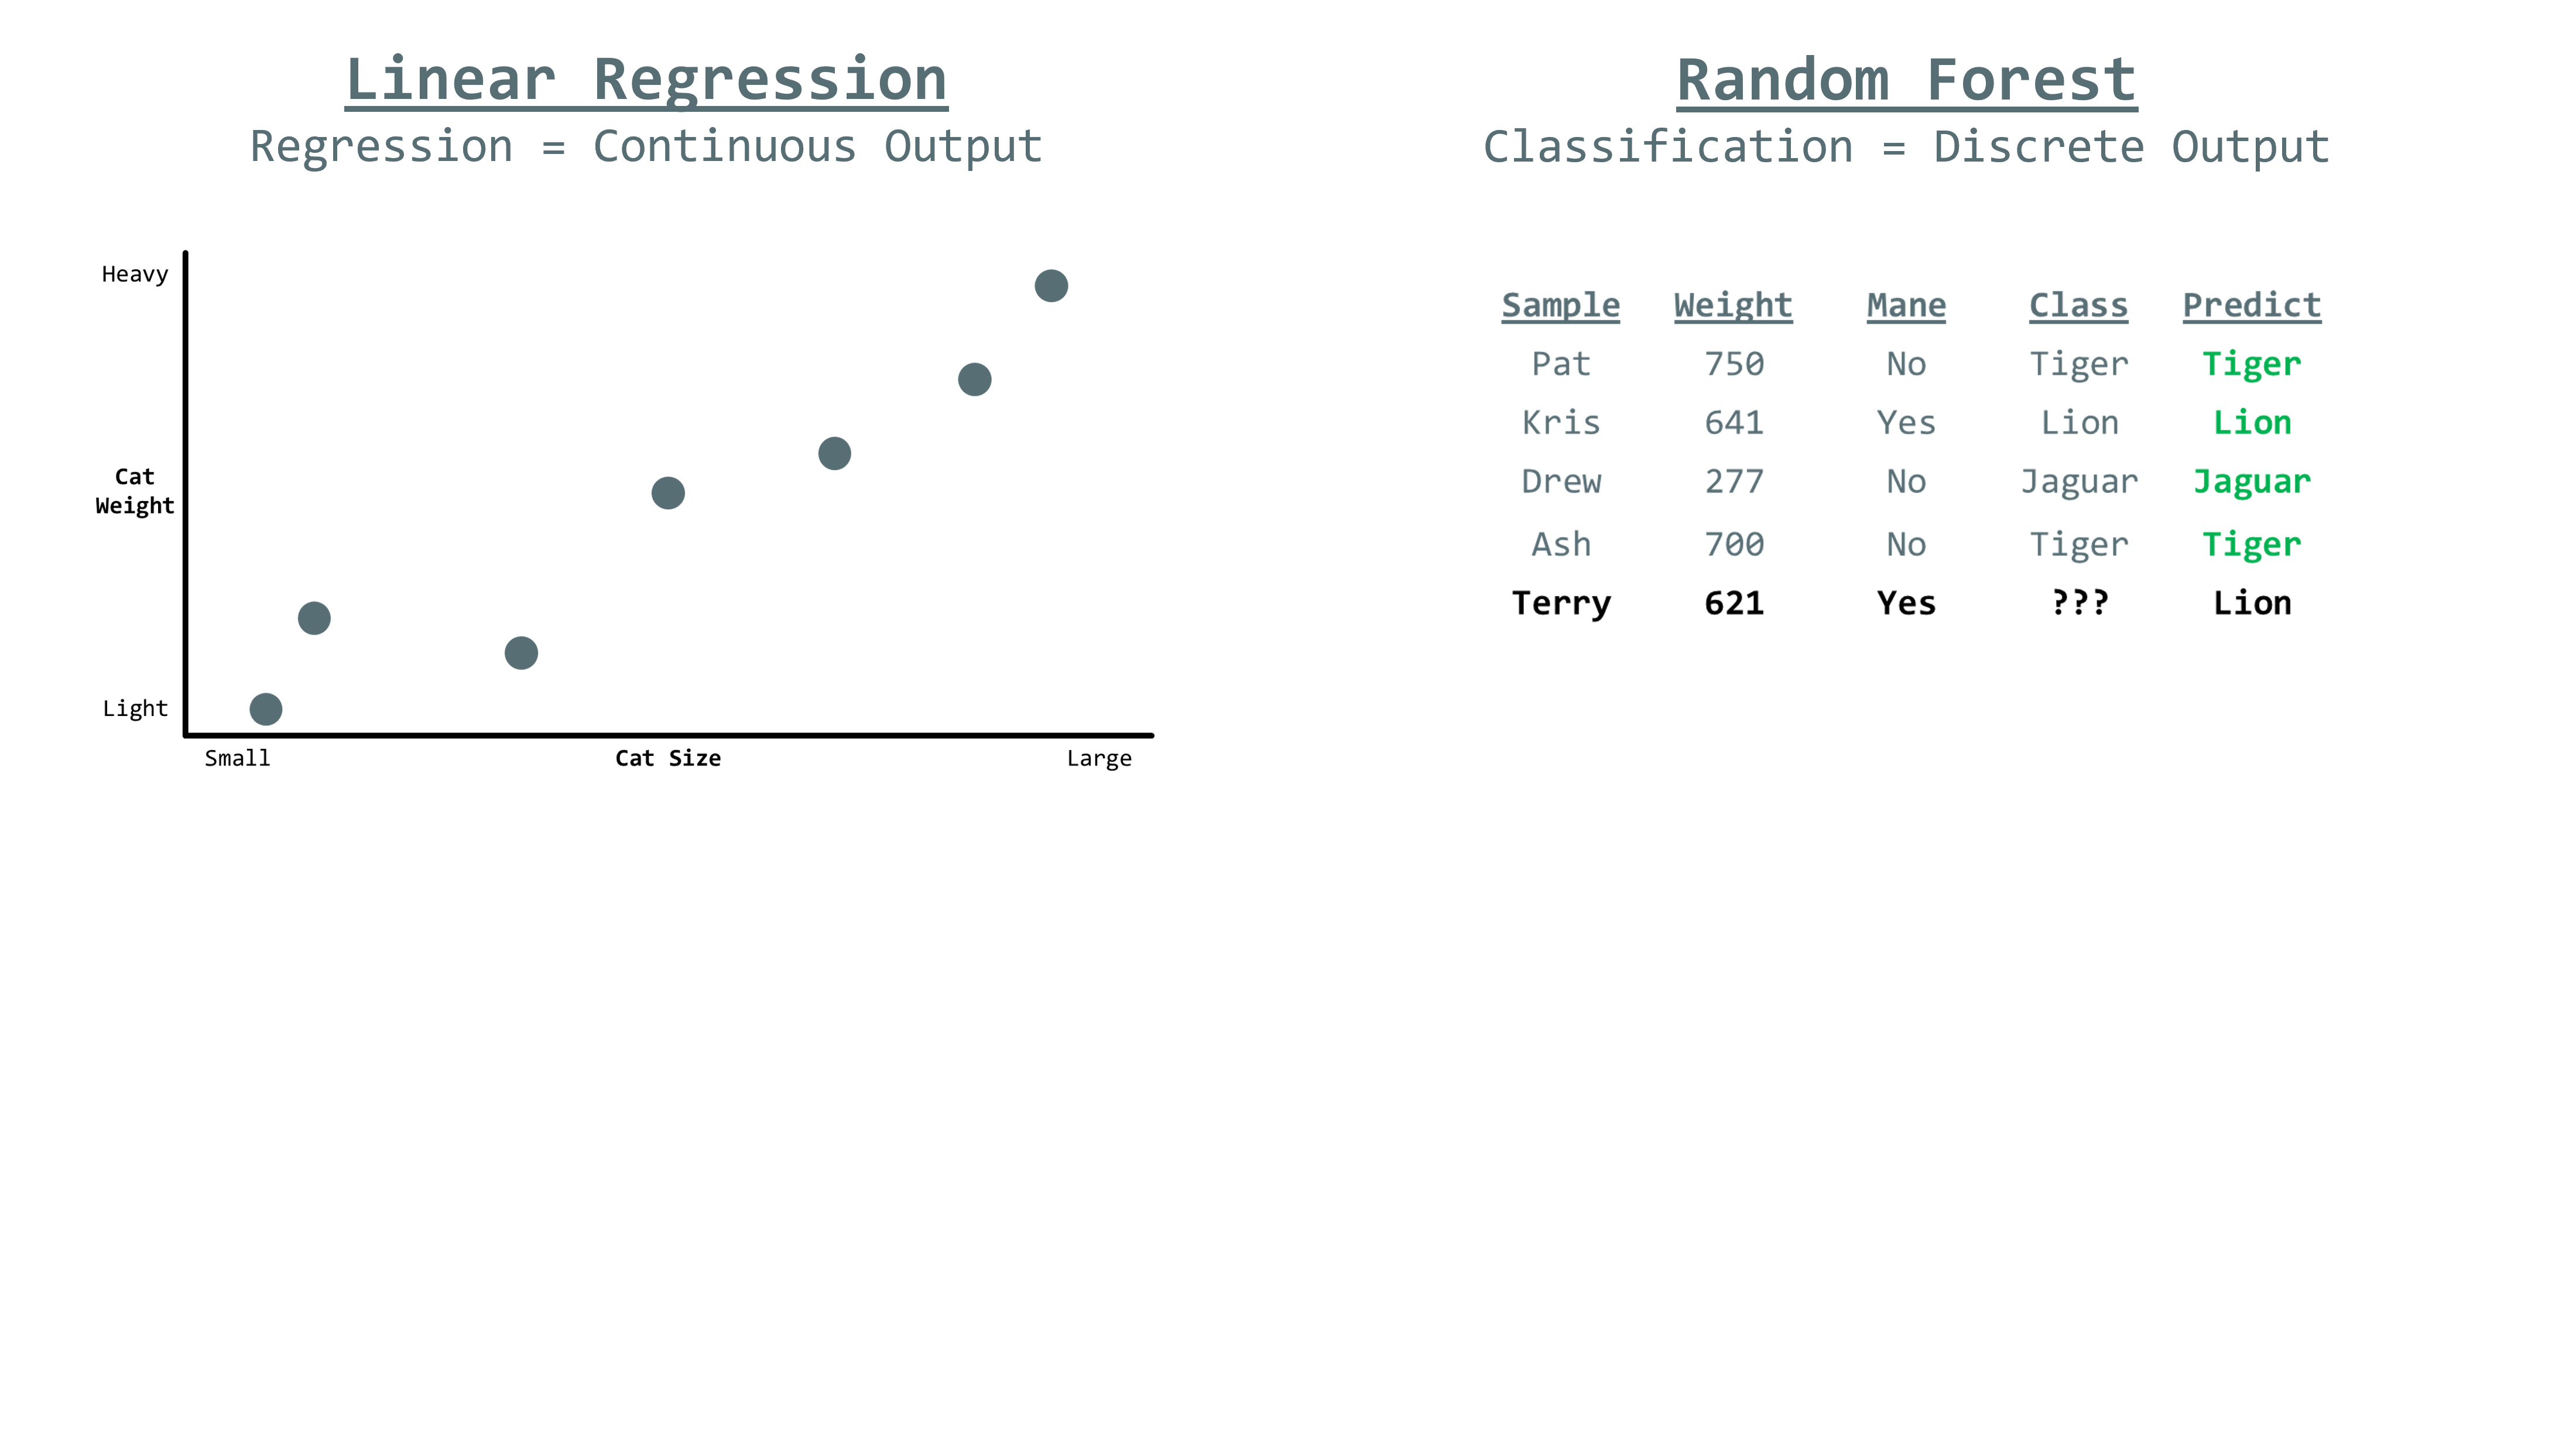 Linear Regression
Regression = Continuous Output
Heavy
Cat
Weight
Light
Small Cat Size Large
Random Forest
Classification = Discrete Output
Sample Weight Mane Class Predict
Pat 750 No Tiger Tiger
Kris 641 Yes Lion Lion
Drew 277 No Jaguar Jaguar
Ash 700 No Tiger Tiger
Terry 621 Yes ??? Lion